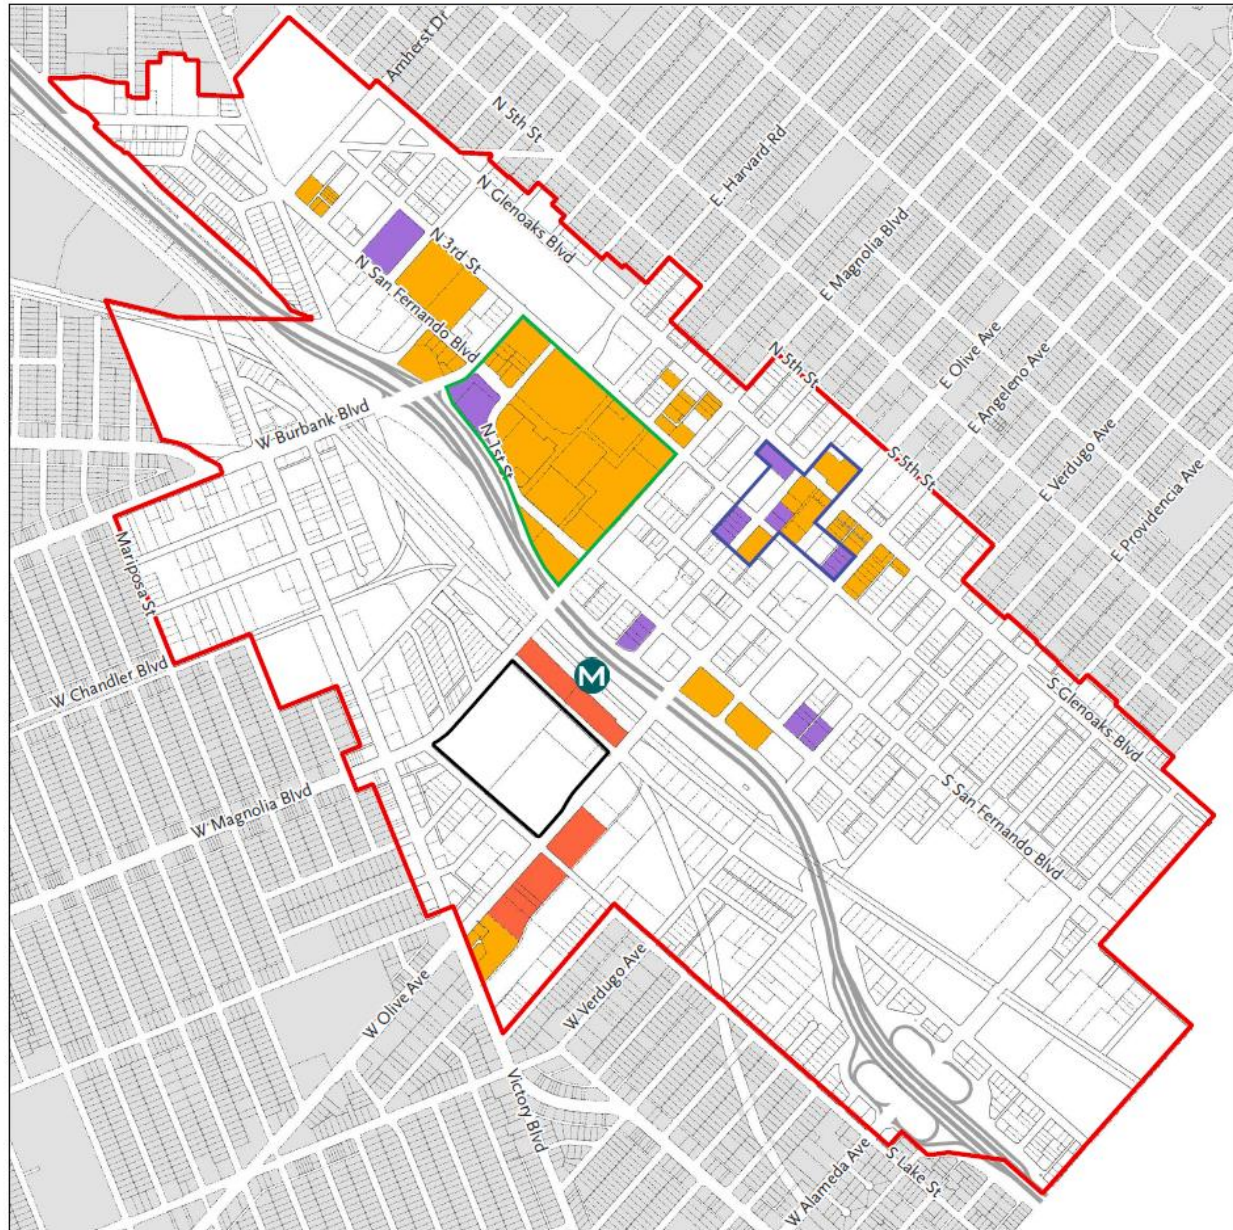 Amherst Dr
N 5th St
E. Harvard Rd
N Glenoaks Blvd
E Magnolia Blvd.
N 3rd St
N San Fernando Blvd
N 5th St
E Olive Ave
E Angeleno Ave
W Burbank Blvd
N 1st St
S 5th St
E Verdugo Ave
E Providencia Ave
Mariposa St
W Chandler Blvd
M
S Glenoaks Blvd
W Magnolia Blvd
S San Fernando Blvd
W Olive Ave
W Verdugo Ave
Victory Blvd
W Alameda Ave
S Lake St